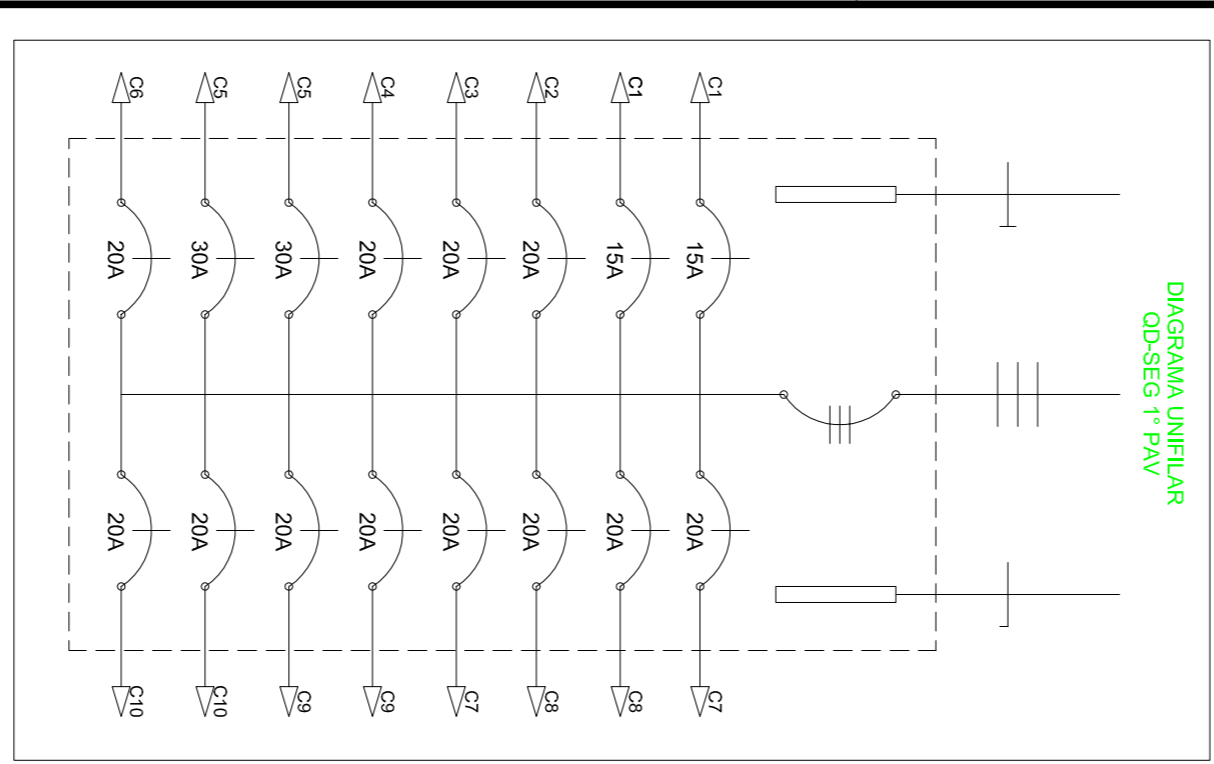 DIAGRAMA UNIFILAR
QD-SEG 1° PAV
C1 15A 20A C7
C1 15A 20A C8
C2 20A 20A C8
C3 20A 20A C7
C4 20A 20A C9
C5 30A 20A C9
C5 30A 20A C10
C6 20A 20A C10